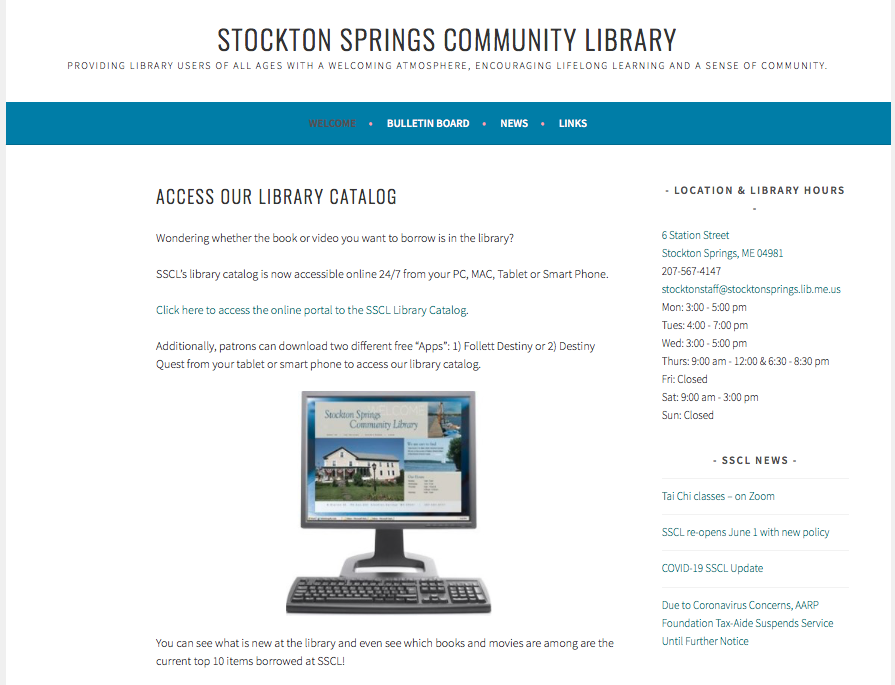 STOCKTON SPRINGS COMMUNITY LIBRARY
PROVIDING LIBRARY USERS OF ALL AGES WITH A WELCOMING ATMOSPHERE, ENCOURAGING LIFELONG LEARNING AND A SENSE OF COMMUNITY.
WELCOME • BULLETIN BOARD • NEWS • LINKS
ACCESS OUR LIBRARY CATALOG
Wondering whether the book or video you want to borrow is in the library?
SSCL’s library catalog is now accessible online 24/7 from your PC, MAC, Tablet or Smart Phone.
Click here to access the online portal to the SSCL Library Catalog.
Additionally, patrons can download two different free “Apps”: 1) Follett Destiny or 2) Destiny
Quest from your tablet or smart phone to access our library catalog.
Stockton Springs
Community Library
You can see what is new at the library and even see which books and movies are among are the
current top 10 items borrowed at SSCL!
- LOCATION & LIBRARY HOURS
-
6 Station Street
Stockton Springs, ME 04981
207-567-4147
stocktonstaff@stocktonsprings.lib.me.us
Mon: 3:00 - 5:00 pm
Tues: 4:00 - 7:00 pm
Wed: 3:00 - 5:00 pm
Thurs: 9:00 am - 12:00 & 6:30 - 8:30 pm
Fri: Closed
Sat: 9:00 am - 3:00 pm
Sun: Closed
- SSCL NEWS -
Tai Chi classes – on Zoom
SSCL re-opens June 1 with new policy
COVID-19 SSCL Update
Due to Coronavirus Concerns, AARP
Foundation Tax-Aide Suspends Service
Until Further Notice